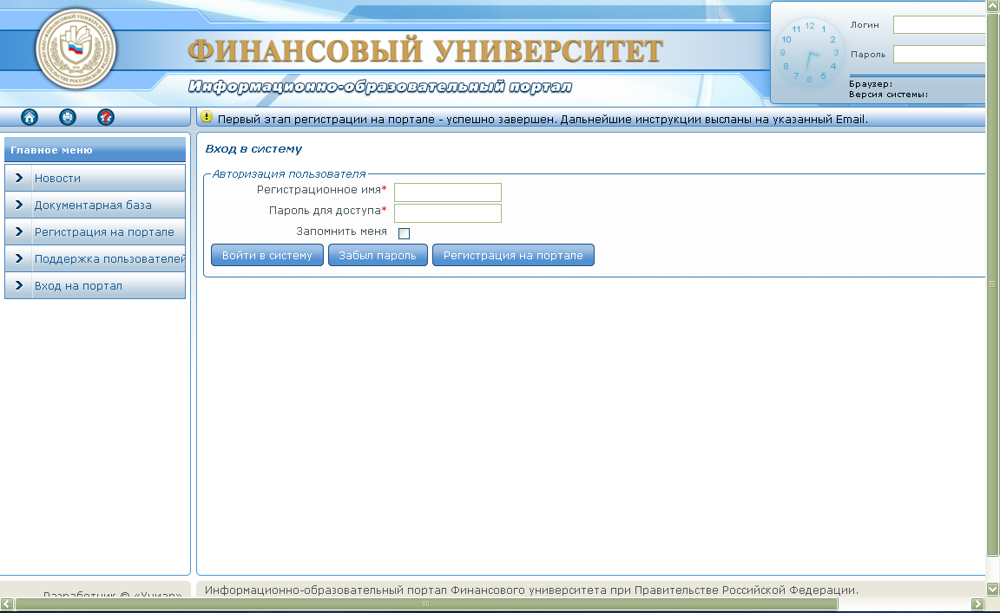 ФИНАНСОВЫЙ УНИВЕРСИТЕТ
Информационно-образовательный портал
12
1
2
3
4
5
6
7
8
9
10
11
Логин
Пароль
Браузер:
Версия системы:
Первый этап регистрации на портале - успешно завершен. Дальнейшие инструкции высланы на указанный Email.
Главное меню
Новости
Документарная база
Регистрация на портале
Поддержка пользователей
Вход на портал
Вход в систему
Авторизация пользователя
Регистрационное имя*
Пароль для доступа*
Запомнить меня
Войти в систему Забыл пароль Регистрация на портале
Разработчик © «Униар»
Информационно-образовательный портал Финансового университета при Правительстве Российской Федерации.